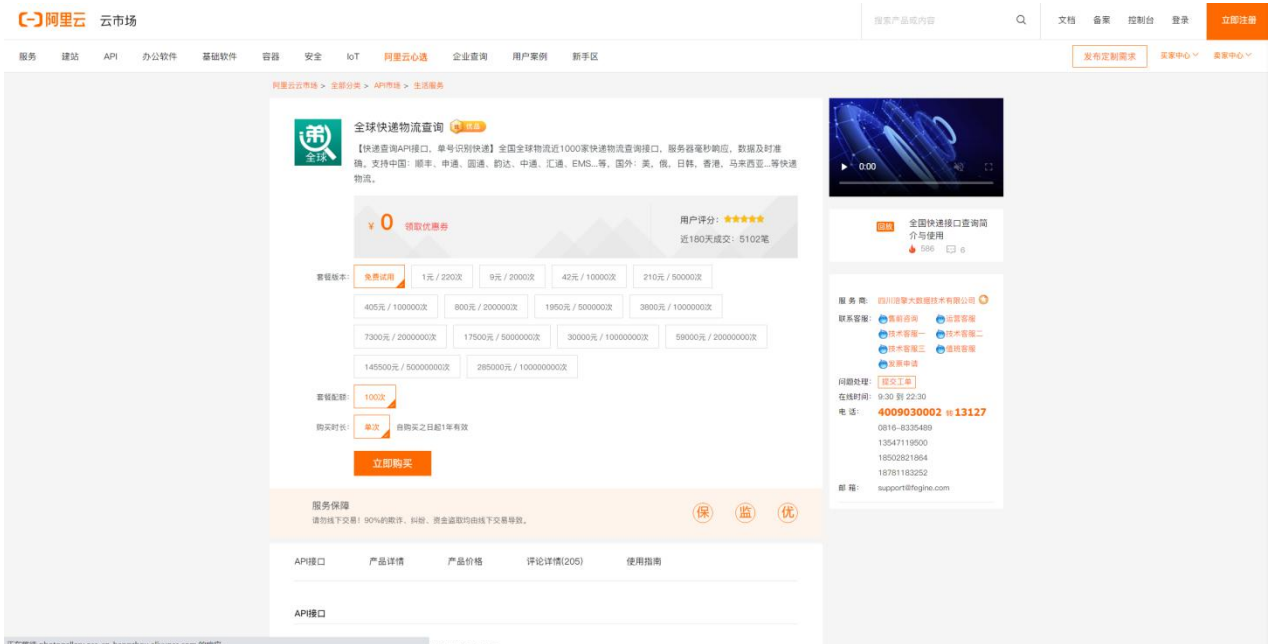 阿里云 云市场 搜索产品或内容 文档 备案 控制台 登录 立即注册
服务 建站 API 办公软件 基础软件 容器 安全 IoT 阿里云心选 企业查询 用户案例 新手区 发布定制需求 买家中心 卖家中心
阿里云云市场 > 全部分类 > API市场 > 生活服务
递
全球
全球快递物流查询 优品
【快递查询API接口，单号识别快递】全国全球物流近1000家快递物流查询接口，服务器毫秒响应，数据及时准
确，支持中国：顺丰、申通、圆通、韵达、中通、汇通、EMS...等，国外：美，俄，日韩，香港，马来西亚...等快递
物流。
¥ 0 领取优惠券
用户评分：
近180天成交：5102笔
套餐版本： 免费试用 1元 / 220次 9元 / 2000次 42元 / 10000次 210元 / 50000次
405元 / 100000次 800元 / 200000次 1950元 / 500000次 3800元 / 1000000次
7300元 / 2000000次 17500元 / 5000000次 30000元 / 10000000次 59000元 / 20000000次
145500元 / 50000000次 285000元 / 100000000次
套餐配额： 100次
购买时长： 单次 自购买之日起1年有效
立即购买
服务保障
请勿线下交易！90%的欺诈、纠纷、资金盗取均由线下交易导致。
保 监 优
API接口 产品详情 产品价格 评论详情(205) 使用指南
API接口
0:00
回放 全国快递接口查询简
介与使用
586 6
服 务 商:
联系客服: 售前咨询 运营客服
技术客服一 技术客服二
技术客服三 值班客服
发票申请
问题处理: 提交工单
在线时间: 9:30 到 22:30
电 话: 4009030002 转 13127
0816-8335489
13547119500
18502821864
18781183252
邮 箱: support@fegine.com